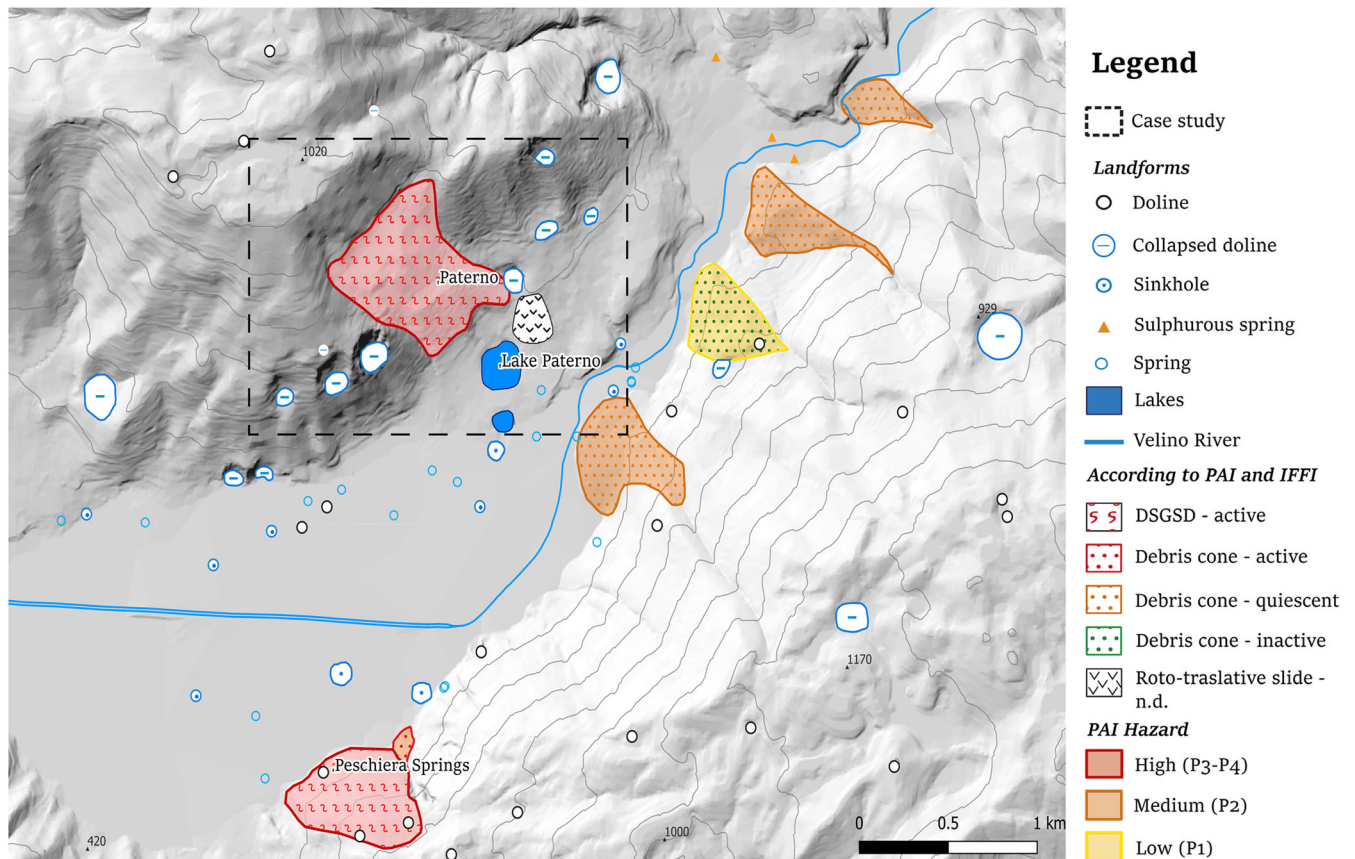 1020
Paterno
Lake Paterno
929
1170
Peschiera Springs
1000
420
0 0.5 1 km
Legend
Case study
Landforms
Doline
Collapsed doline
Sinkhole
Sulphurous spring
Spring
Lakes
Velino River
According to PAI and IFFI
DSGSD - active
Debris cone - active
Debris cone - quiescent
Debris cone - inactive
Roto-traslative slide -
n.d.
PAI Hazard
High (P3-P4)
Medium (P2)
Low (P1)